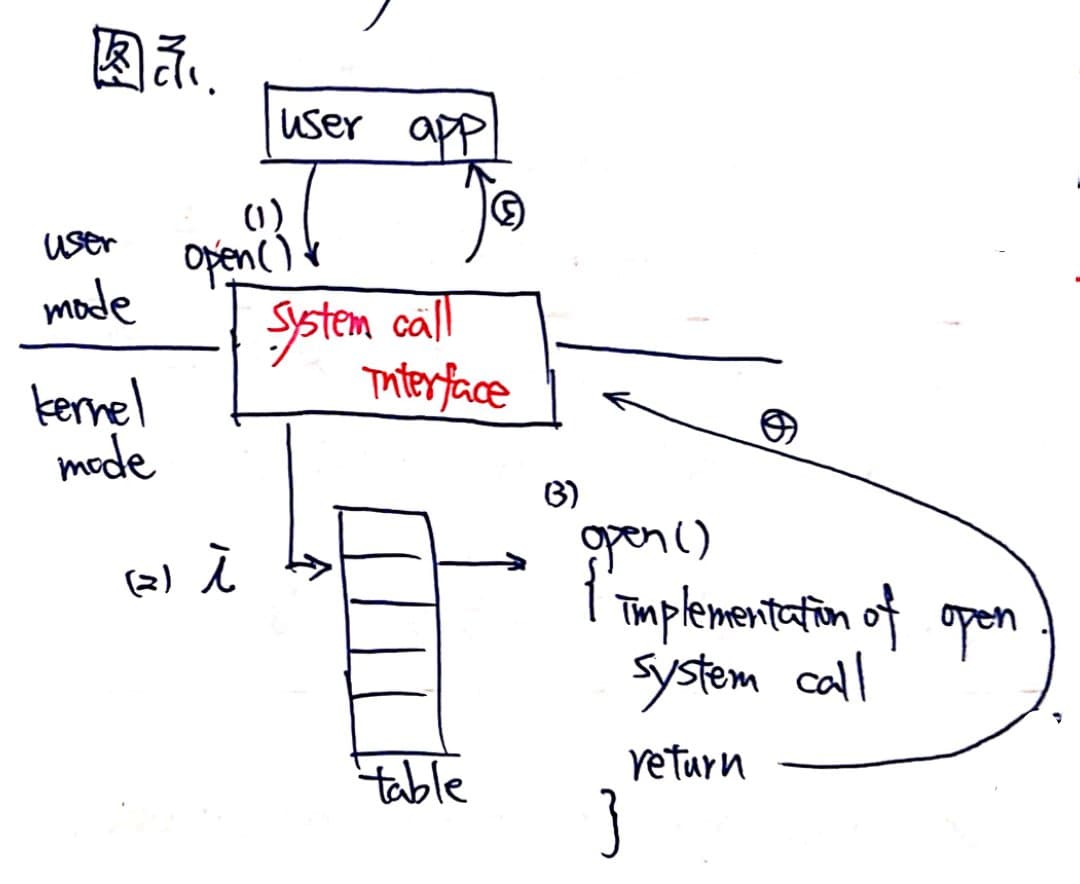 图示.
user app
(1)
open()
⑤
user
mode
system call
Interface
kernel
mode
④
(2) i
table
(3)
open()
{ implementation of open
system call
return
}